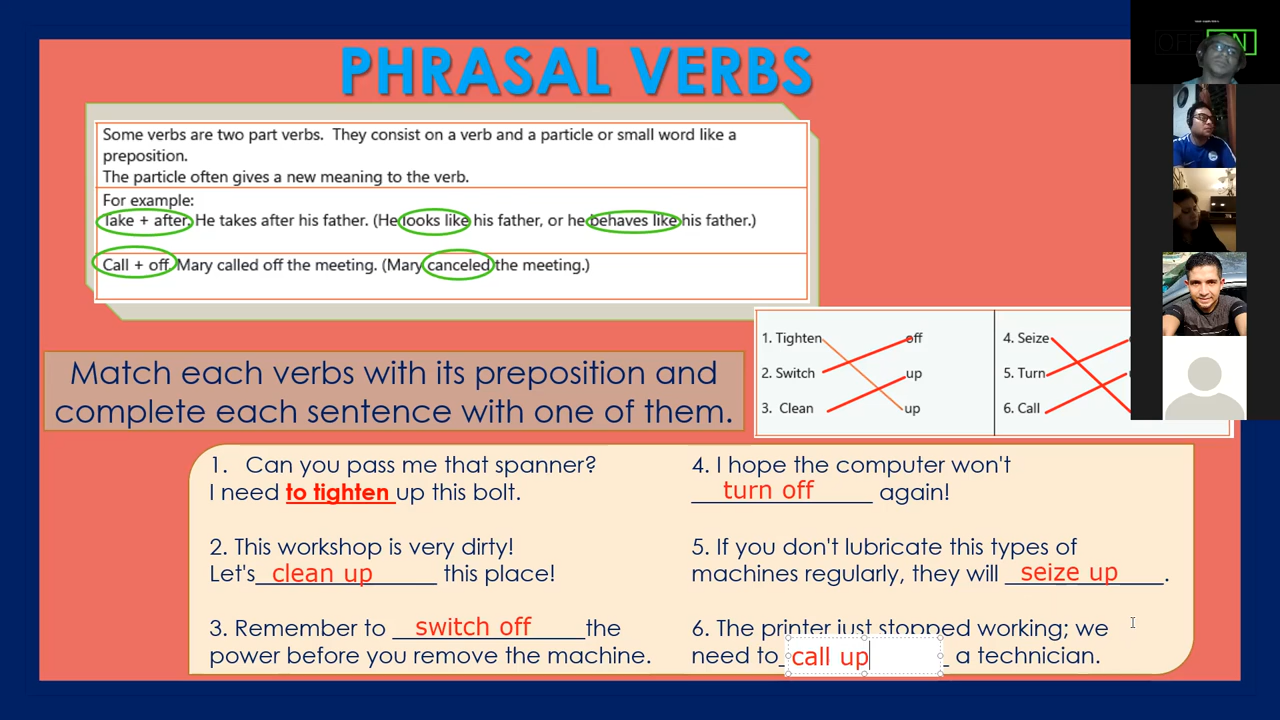 PHRASAL VERBS
Some verbs are two part verbs. They consist on a verb and a particle or small word like a
preposition.
The particle often gives a new meaning to the verb.
For example:
Take + after, He takes after his father. (He looks like his father, or he behaves like his father.)
Call + off, Mary called off the meeting. (Mary canceled the meeting.)
1. Tighten off
2. Switch up
3. Clean up
4. Seize
5. Turn
6. Call
Match each verbs with its preposition and
complete each sentence with one of them.
1. Can you pass me that spanner?
I need to tighten up this bolt.
2. This workshop is very dirty!
Let's clean up this place!
3. Remember to switch off the
power before you remove the machine.
4. I hope the computer won't
turn off again!
5. If you don't lubricate this types of
machines regularly, they will seize up.
6. The printer just stopped working; we
need to call up a technician.
OFF ON